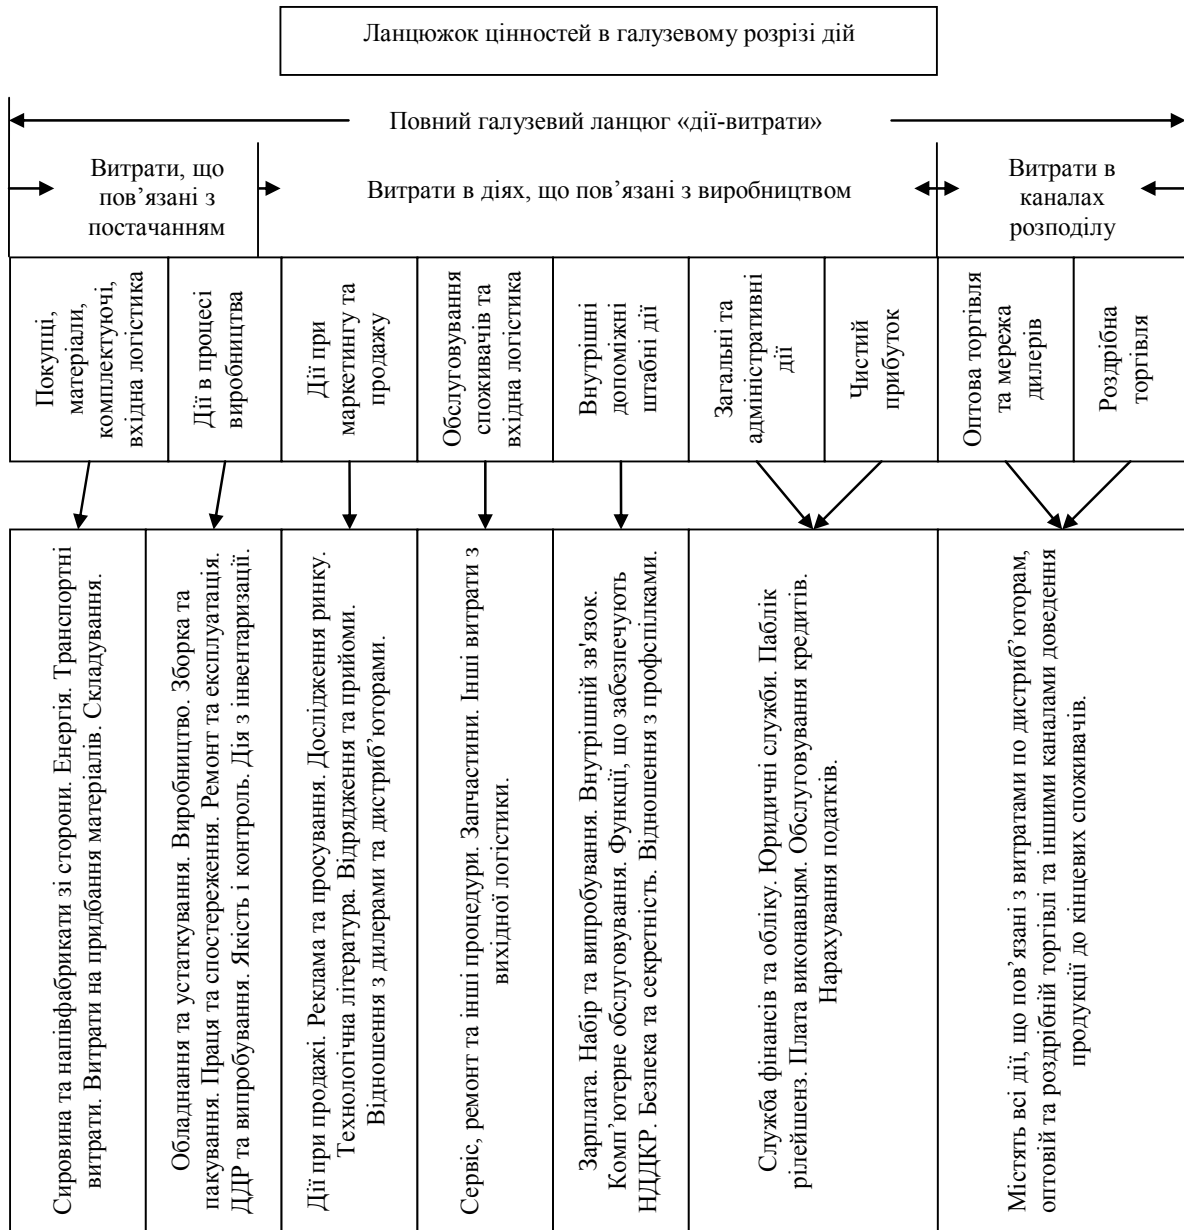 Ланцюжок цінностей в галузевому розрізі дій
Повний галузевий ланцюг «дії-витрати»
Витрати, що
пов’язані з
постачанням
Витрати в діях, що пов’язані з виробництвом
Витрати в
каналах
розподілу
Покупці,
матеріали,
комплектуючі,
вхідна логістика
Дії в процесі
виробництва
Дії при
маркетингу та
продажу
Обслуговування
споживачів та
вхідна логістика
Внутрішні
допоміжні
штабні дії
Загальні та
адміністративні
дії
Чистий
прибуток
Оптова торгівля
та мережа
дилерів
Роздрібна
торгівля
Сировина та напівфабрикати зі сторони. Енергія. Транспортні
витрати. Витрати на придбання матеріалів. Складування.
Обладнання та устаткування. Виробництво. Зборка та
пакування. Праця та спостереження. Ремонт та експлуатація.
ДДР та випробування. Якість і контроль. Дія з інвентаризації.
Дії при продажі. Реклама та просування. Дослідження ринку.
Технологічна література. Відрядження та прийоми.
Відношення з дилерами та дистриб’юторами.
Сервіс, ремонт та інші процедури. Запчастини. Інші витрати з
вихідної логістики.
Зарплата. Набір та випробування. Внутрішній зв'язок.
Комп’ютерне обслуговування. Функції, що забезпечують
НДДКР. Безпека та секретність. Відношення з профспілками.
Служба фінансів та обліку. Юридичні служби. Паблік
рілейшенз. Плата виконавцям. Обслуговування кредитів.
Нарахування податків.
Містять всі дії, що пов’язані з витратами по дистриб’юторам,
оптовій та роздрібній торгівлі та іншими каналами доведення
продукції до кінцевих споживачів.